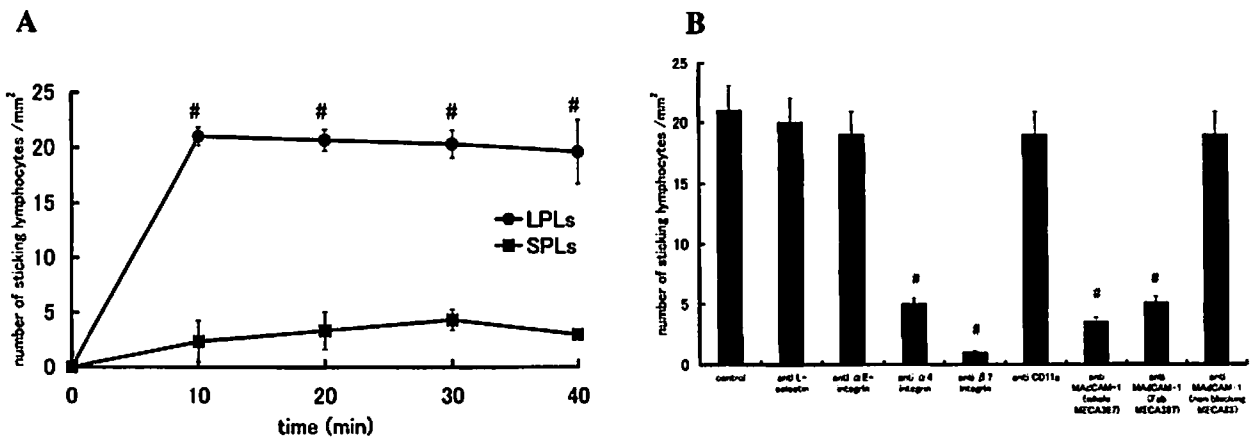 A
number of sticking lymphocytes /mm²
25
20
15
10
5
0
# # # #
LPLs
SPLs
0 10 20 30 40
time (min)
B
number of sticking lymphocytes /mm²
25
20
15
10
5
0
# # # #
control
anti L-
selectin
anti αE-
integrin
anti α4
integrin
anti β7
integrin
anti CD11a
anti
MAdCAM-1
(whole
MECA367)
anti
MAdCAM-1
(Fab
MECA367)
anti
MAdCAM-1
(non blocking